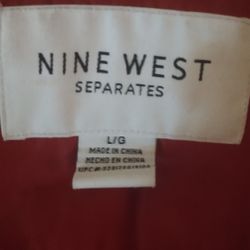 NINE WEST
SEPARATES
L/G
MADE IN CHINA
HECHO EN CHINA